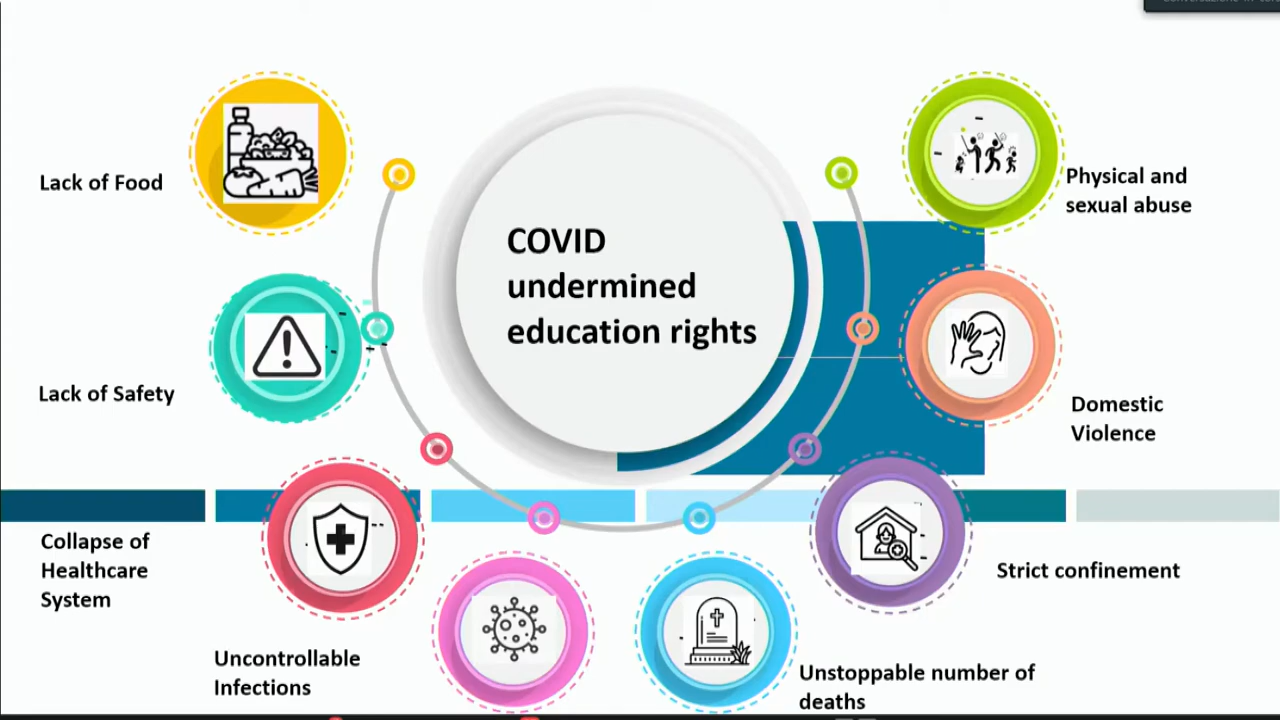 COVID
undermined
education rights
Lack of Food
Lack of Safety
Collapse of
Healthcare
System
Uncontrollable
Infections
Unstoppable number of
deaths
Strict confinement
Domestic
Violence
Physical and
sexual abuse